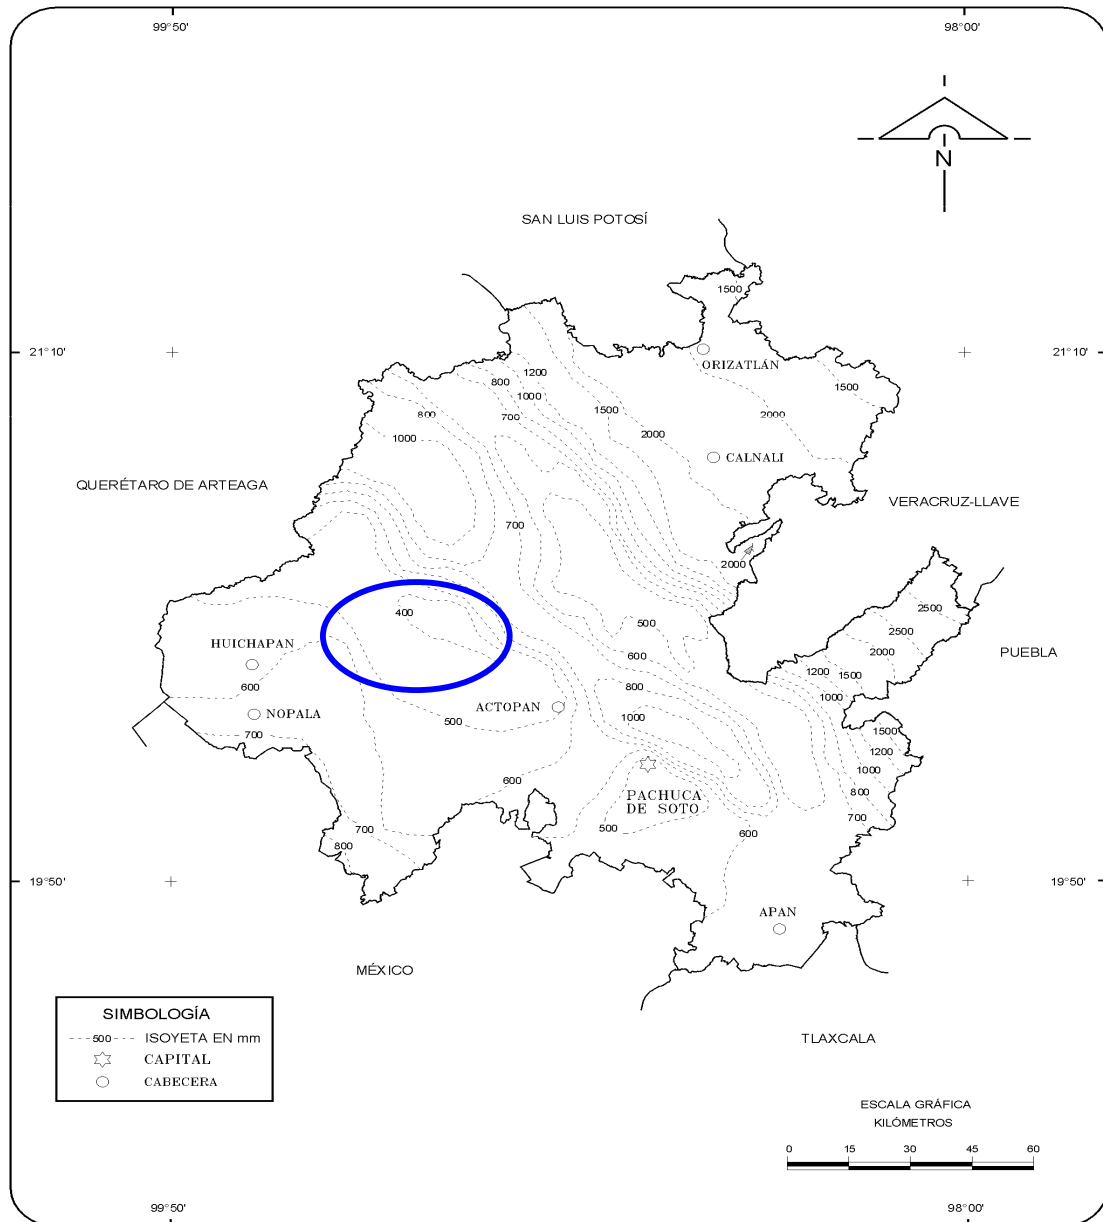 99°50'
98°00'
N
SAN LUIS POTOSÍ
1500
21°10'
21°10'
ORIZATLÁN
1200
800
1000
1500
800
700
1500
2000
2000
1000
CALNALI
QUERÉTARO DE ARTEAGA
VERACRUZ-LLAVE
700
2000
400
2500
500
2500
HUICHAPAN
600
2000
PUEBLA
1200
1500
600
800
1000
ACTOPAN
NOPALA
500
1000
700
1500
1200
600
1000
PACHUCA
DE SOTO
800
700
500
600
700
800
19°50'
19°50'
APAN
MÉXICO
SIMBOLOGÍA
500 ISOYETA EN mm
CAPITAL
CABECERA
TLAXCALA
ESCALA GRÁFICA
KILÓMETROS
0 15 30 45 60
99°50'
98°00'